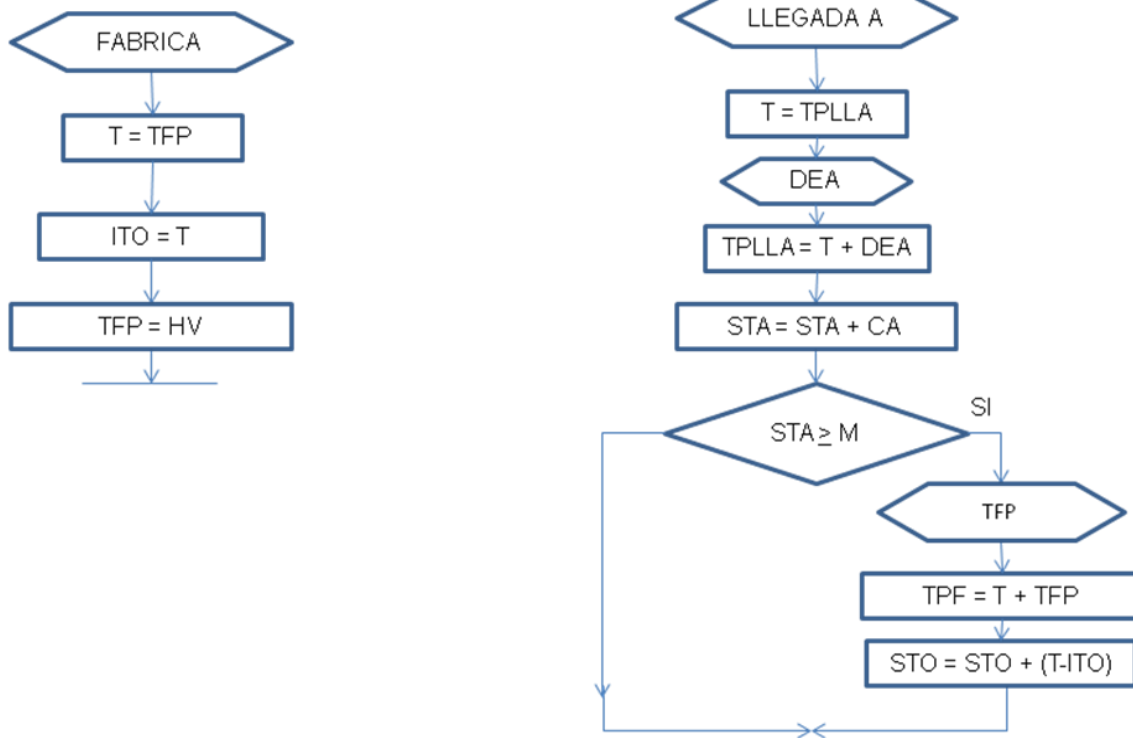 FABRICA
T = TFP
ITO = T
TFP = HV
LLEGADA A
T = TPLLA
DEA
TPLLA = T + DEA
STA = STA + CA
STA ≥ M
SI
TFP
TPF = T + TFP
STO = STO + (T-ITO)